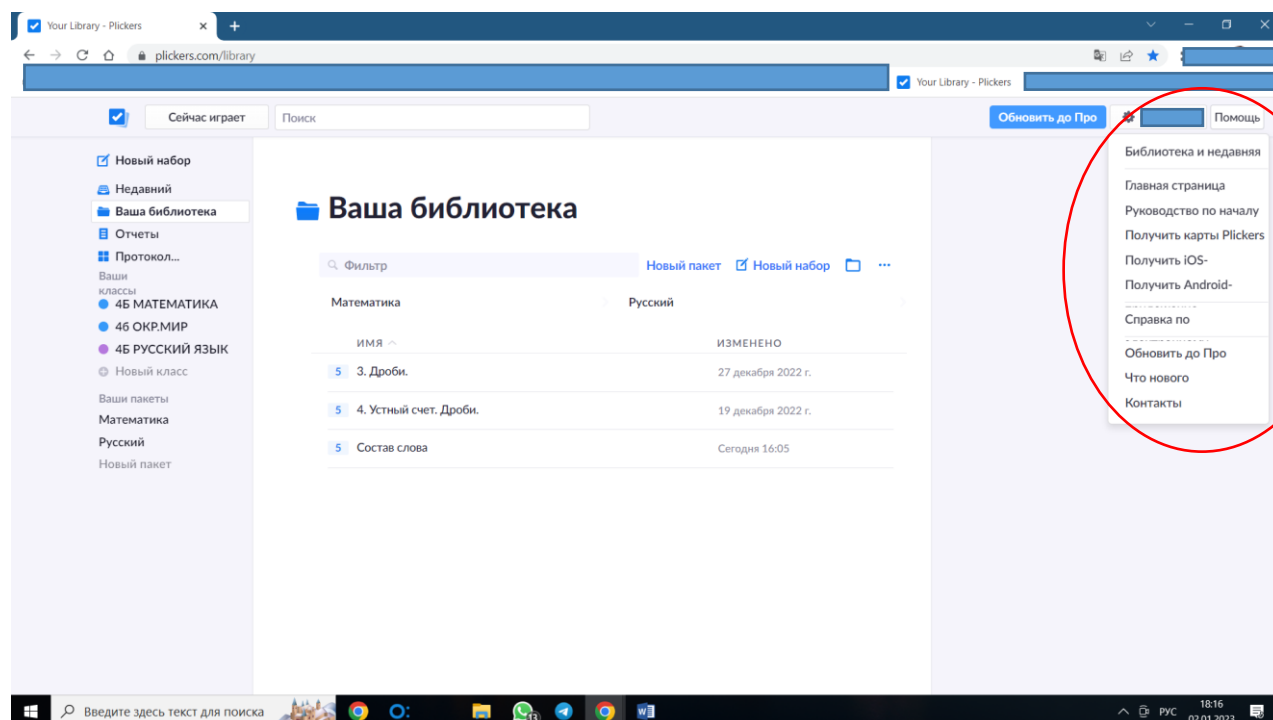 Your Library - Plickers
plickers.com/library
Your Library - Plickers
Сейчас играет
Поиск
Обновить до Про
Помощь
Новый набор
Недавний
Ваша библиотека
Отчеты
Протокол...
Ваши
классы
4Б МАТЕМАТИКА
4б ОКР.МИР
4Б РУССКИЙ ЯЗЫК
Новый класс
Ваши пакеты
Математика
Русский
Новый пакет
Ваша библиотека
Фильтр
Новый пакет Новый набор ...
Математика Русский
ИМЯ ИЗМЕНЕНО
5 3. Дроби. 27 декабря 2022 г.
5 4. Устный счет. Дроби. 19 декабря 2022 г.
5 Состав слова Сегодня 16:05
Библиотека и недавняя
Главная страница
Руководство по началу
Получить карты Plickers
Получить iOS-
Получить Android-
Справка по
Обновить до Про
Что нового
Контакты
Введите здесь текст для поиска
13
РУС
18:16
02.01.2023